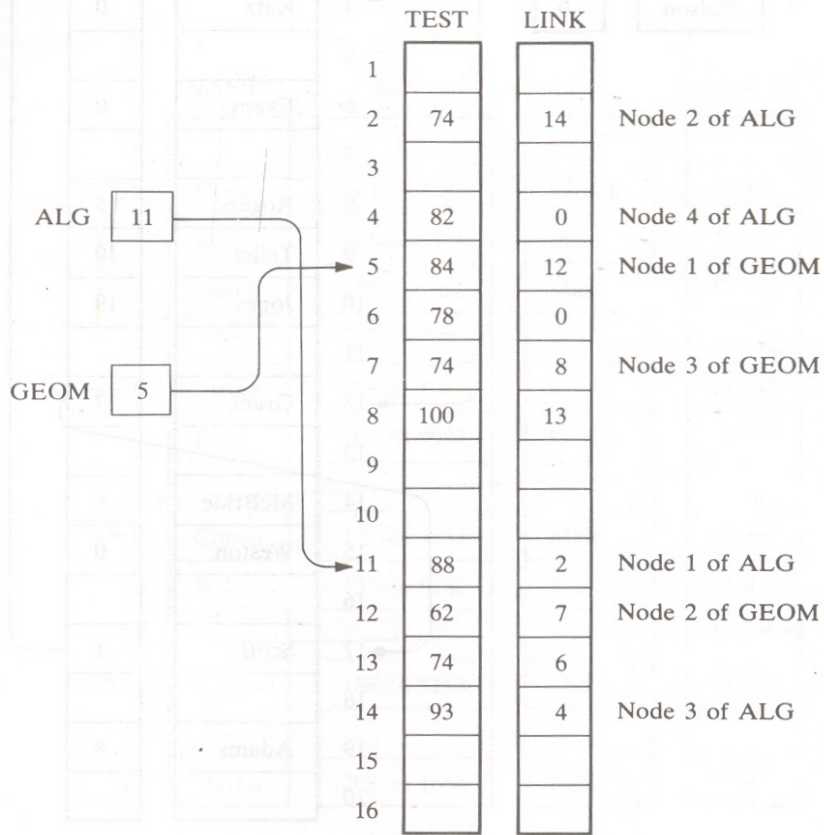 TEST LINK
1
2 74 14 Node 2 of ALG
3
ALG 11 4 82 0 Node 4 of ALG
5 84 12 Node 1 of GEOM
6 78 0
7 74 8 Node 3 of GEOM
GEOM 5
8 100 13
9
10
11 88 2 Node 1 of ALG
12 62 7 Node 2 of GEOM
13 74 6
14 93 4 Node 3 of ALG
15
16